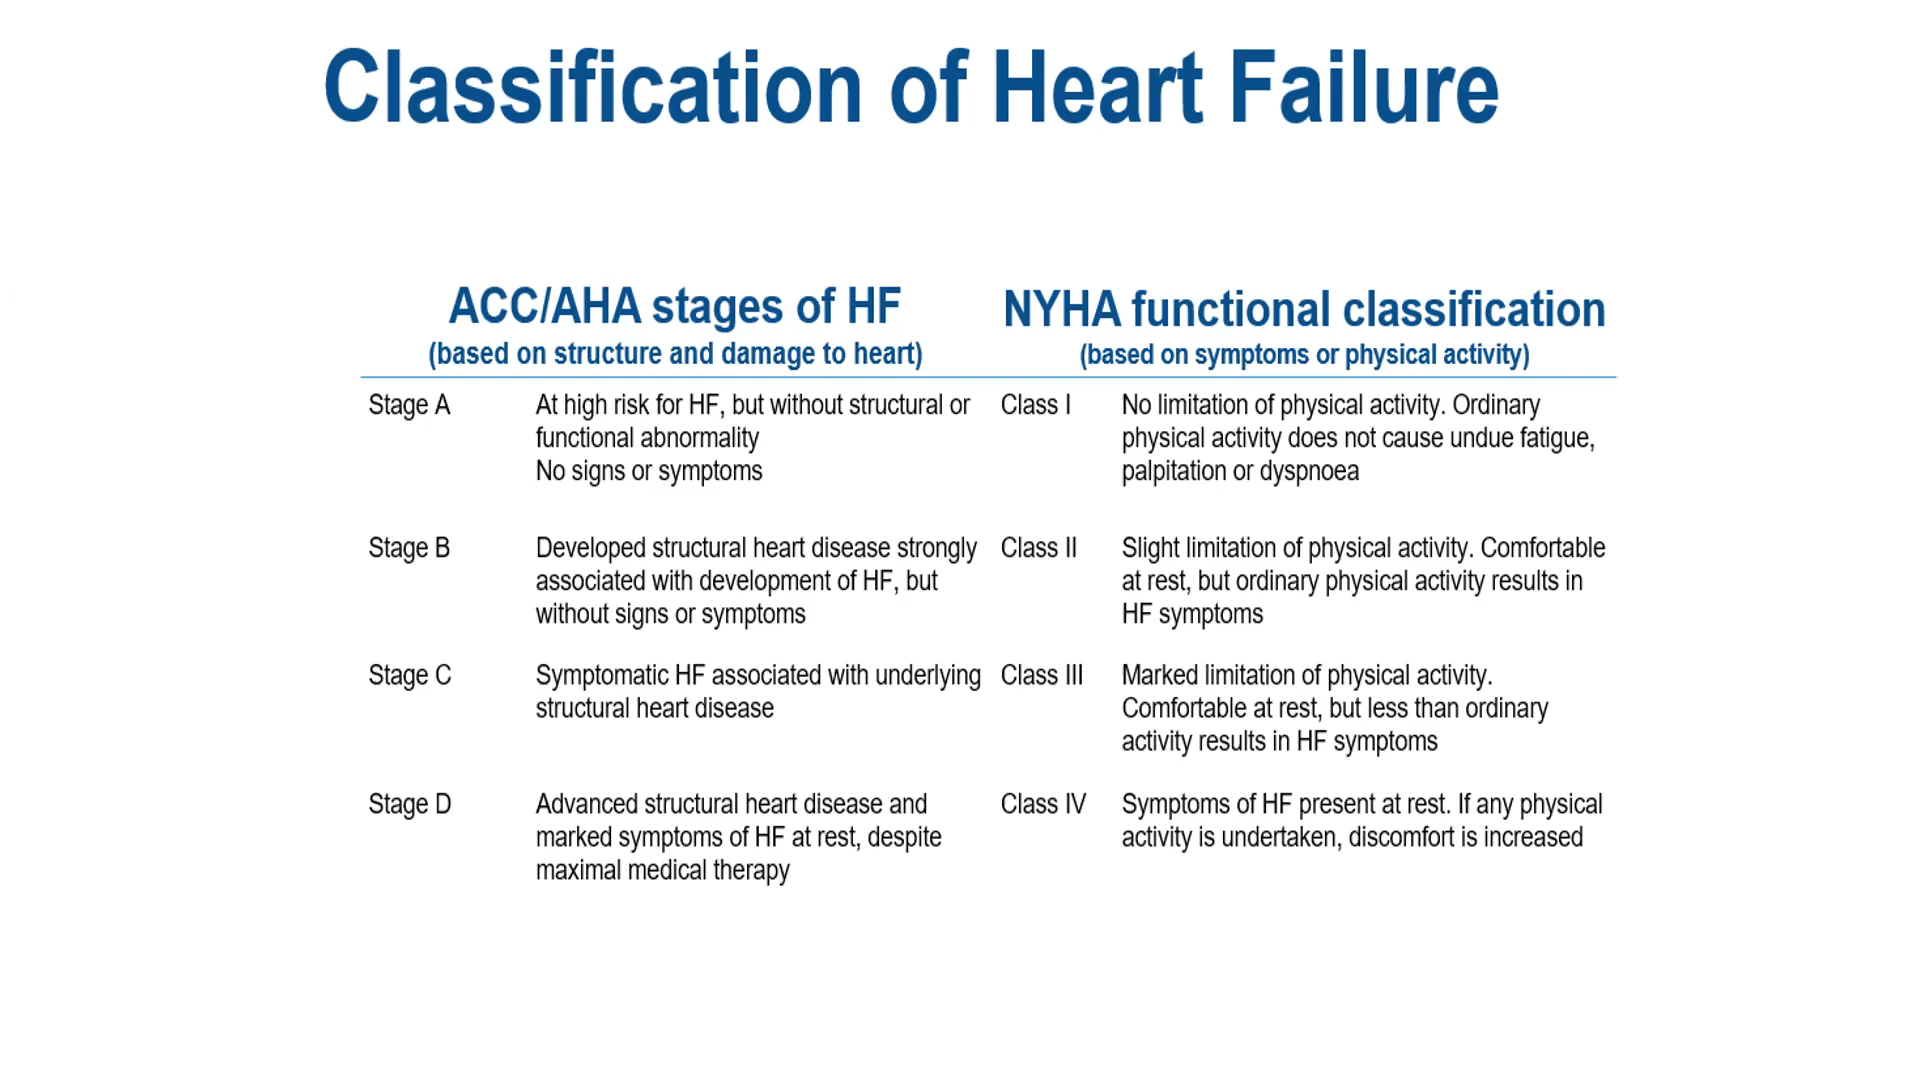 Classification of Heart Failure
ACC/AHA stages of HF
(based on structure and damage to heart)
NYHA functional classification
(based on symptoms or physical activity)
Stage A
At high risk for HF, but without structural or
functional abnormality
No signs or symptoms
Class I
No limitation of physical activity. Ordinary
physical activity does not cause undue fatigue,
palpitation or dyspnoea
Stage B
Developed structural heart disease strongly
associated with development of HF, but
without signs or symptoms
Class II
Slight limitation of physical activity. Comfortable
at rest, but ordinary physical activity results in
HF symptoms
Stage C
Symptomatic HF associated with underlying
structural heart disease
Class III
Marked limitation of physical activity.
Comfortable at rest, but less than ordinary
activity results in HF symptoms
Stage D
Advanced structural heart disease and
marked symptoms of HF at rest, despite
maximal medical therapy
Class IV
Symptoms of HF present at rest. If any physical
activity is undertaken, discomfort is increased